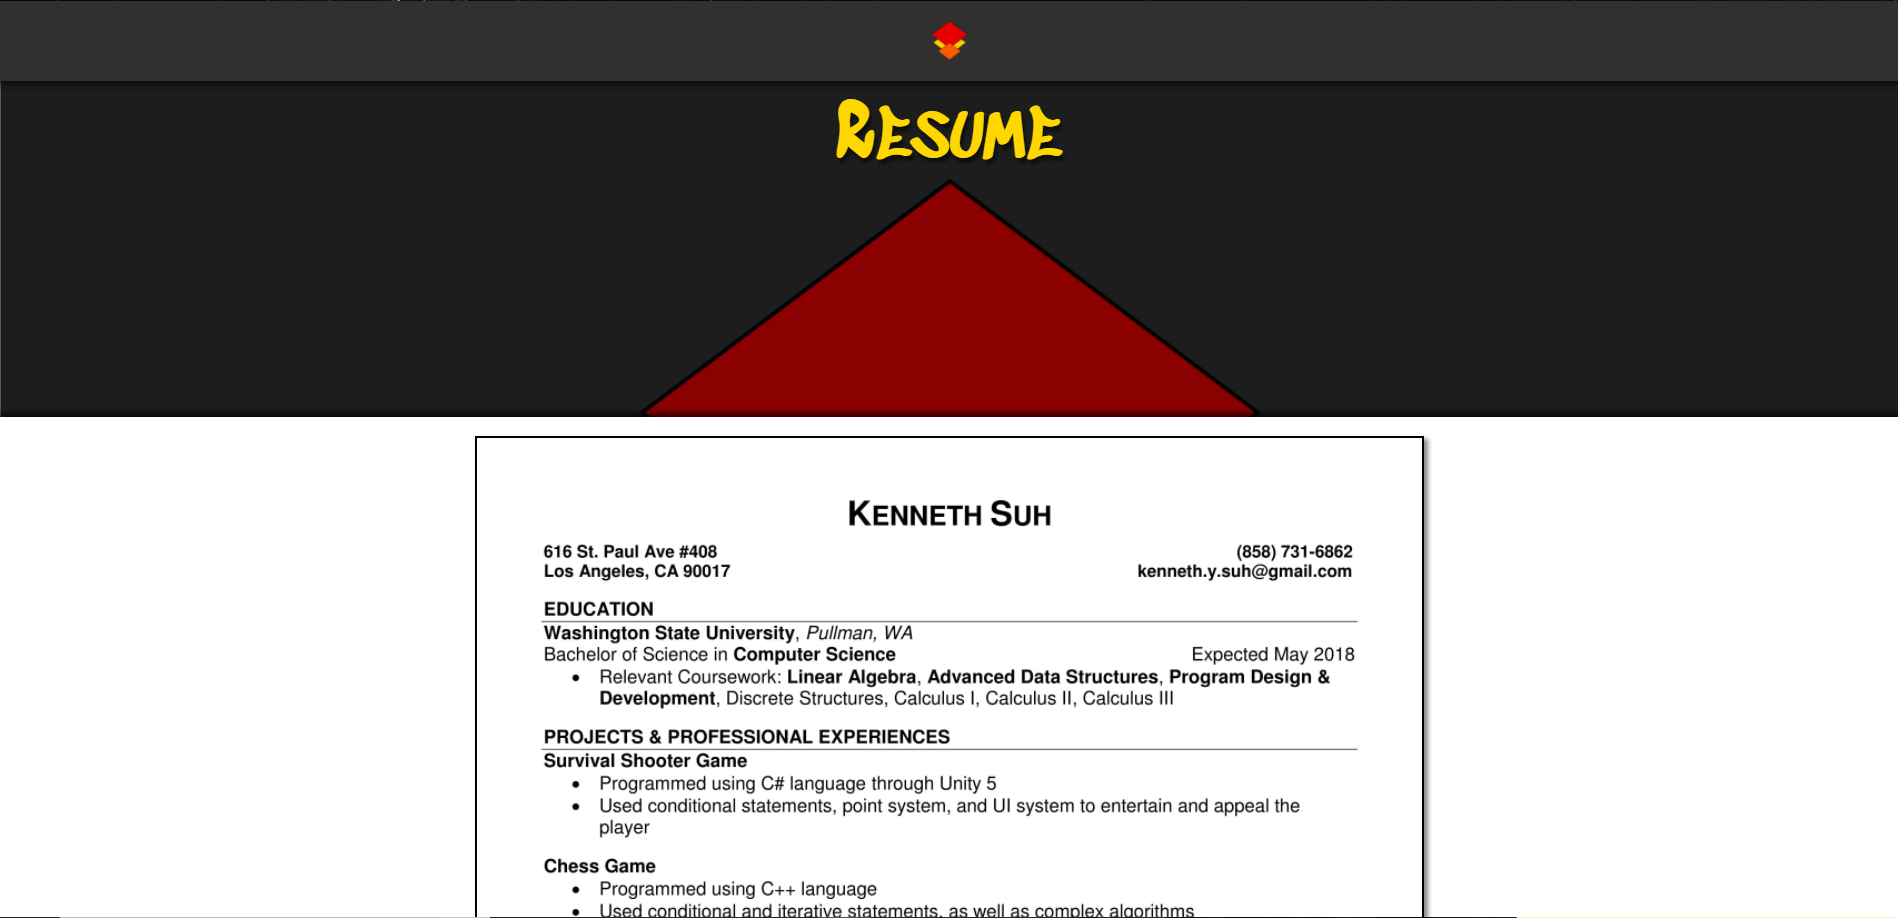 RESUME
KENNETH SUH
616 St. Paul Ave #408 (858) 731-6862
Los Angeles, CA 90017 kenneth.y.suh@gmail.com
EDUCATION
Washington State University, Pullman, WA
Bachelor of Science in Computer Science Expected May 2018
• Relevant Coursework: Linear Algebra, Advanced Data Structures, Program Design &
Development, Discrete Structures, Calculus I, Calculus II, Calculus III
PROJECTS & PROFESSIONAL EXPERIENCES
Survival Shooter Game
• Programmed using C# language through Unity 5
• Used conditional statements, point system, and UI system to entertain and appeal the
player
Chess Game
• Programmed using C++ language
• Used conditional and iterative statements, as well as complex algorithms